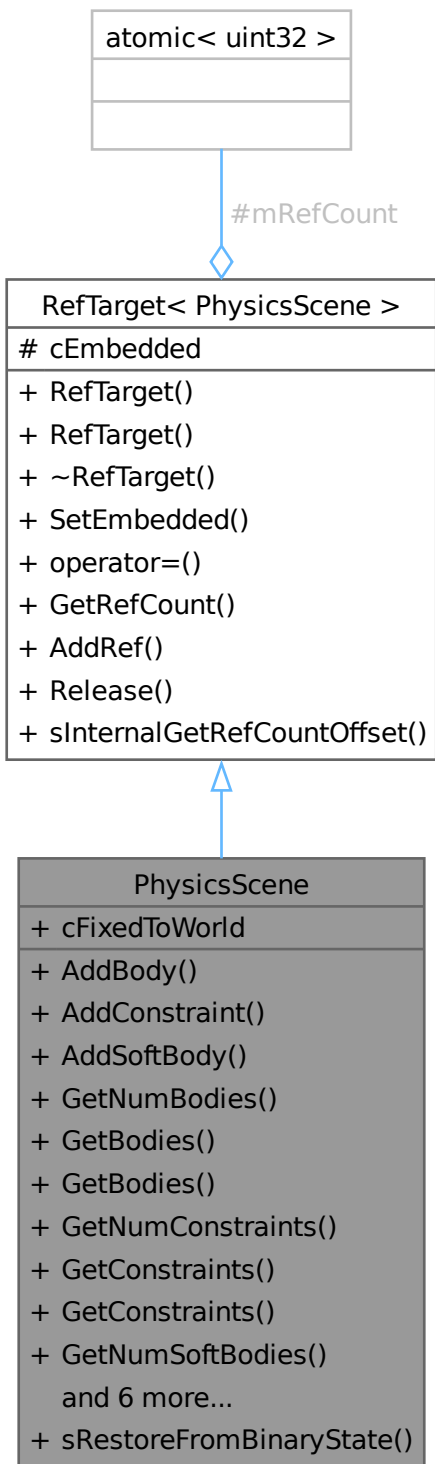 atomic< uint32 >
#mRefCount
RefTarget< PhysicsScene >
# cEmbedded
+ RefTarget()
+ RefTarget()
+ ~RefTarget()
+ SetEmbedded()
+ operator=()
+ GetRefCount()
+ AddRef()
+ Release()
+ sInternalGetRefCountOffset()
PhysicsScene
+ cFixedToWorld
+ AddBody()
+ AddConstraint()
+ AddSoftBody()
+ GetNumBodies()
+ GetBodies()
+ GetBodies()
+ GetNumConstraints()
+ GetConstraints()
+ GetConstraints()
+ GetNumSoftBodies()
and 6 more...
+ sRestoreFromBinaryState()